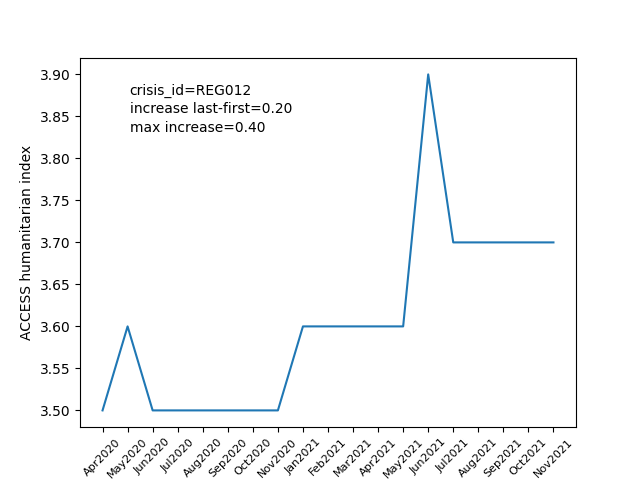 crisis_id=REG012
increase last-first=0.20
max increase=0.40
ACCESS humanitarian index
3.90
3.85
3.80
3.75
3.70
3.65
3.60
3.55
3.50
Apr2020
May2020
Jun2020
Jul2020
Aug2020
Sep2020
Oct2020
Nov2020
Jan2021
Feb2021
Mar2021
Apr2021
May2021
Jun2021
Jul2021
Aug2021
Sep2021
Oct2021
Nov2021